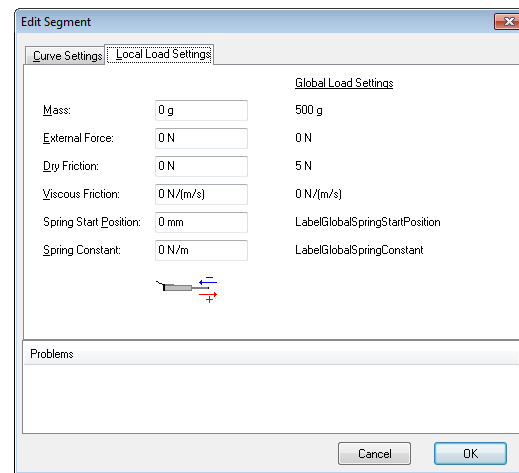 Edit Segment
Curve Settings Local Load Settings
Global Load Settings
Mass: 0 g 500 g
External Force: 0 N 0 N
Dry Friction: 0 N 5 N
Viscous Friction: 0 N/(m/s) 0 N/(m/s)
Spring Start Position: 0 mm LabelGlobalSpringStartPosition
Spring Constant: 0 N/m LabelGlobalSpringConstant
−
+
Problems
Cancel OK